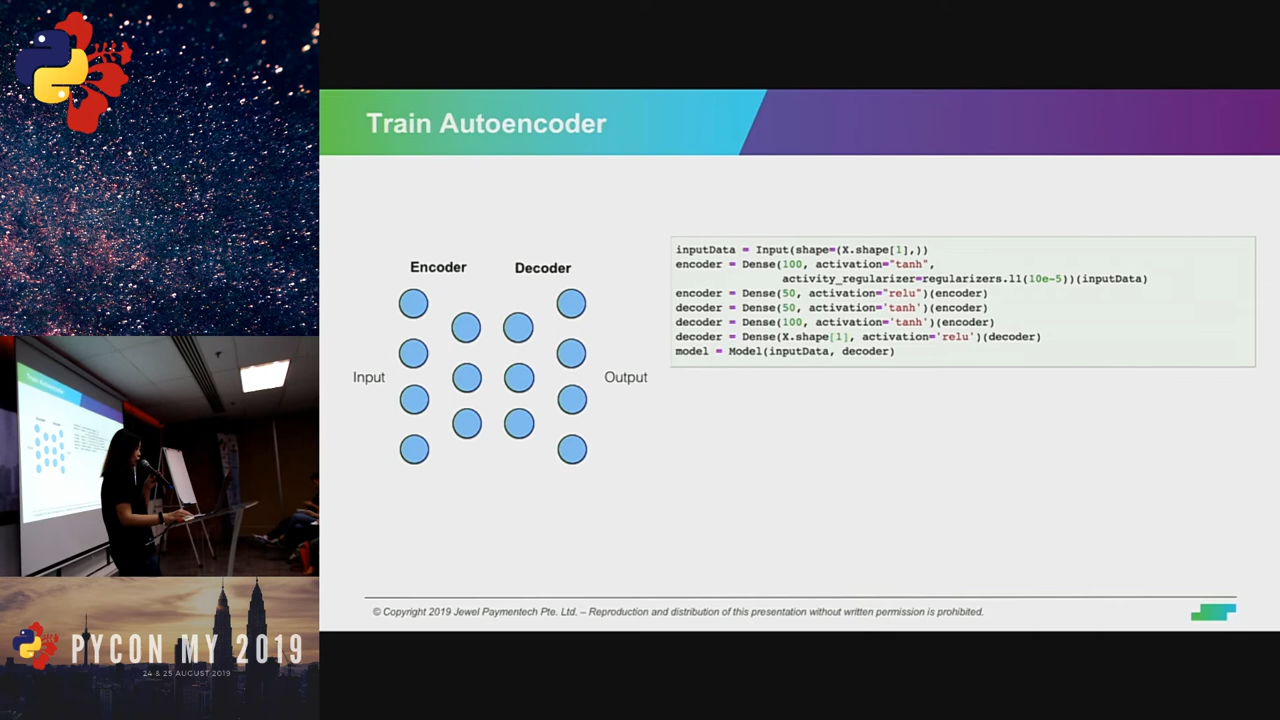 Train Autoencoder
Encoder Decoder
Input
Output
inputData = Input(shape=(X.shape[1],))
encoder = Dense(100, activation="tanh",
activity_regularizer=regularizers.l1(10e-5))(inputData)
encoder = Dense(50, activation="relu")(encoder)
decoder = Dense(50, activation='tanh')(encoder)
decoder = Dense(100, activation='tanh')(encoder)
decoder = Dense(X.shape[1], activation='relu')(decoder)
model = Model(inputData, decoder)
© Copyright 2019 Jewel Paymentech Pte. Ltd. – Reproduction and distribution of this presentation without written permission is prohibited.
Train Autoencoder
PYCON MY 2019
24 & 25 AUGUST 2019